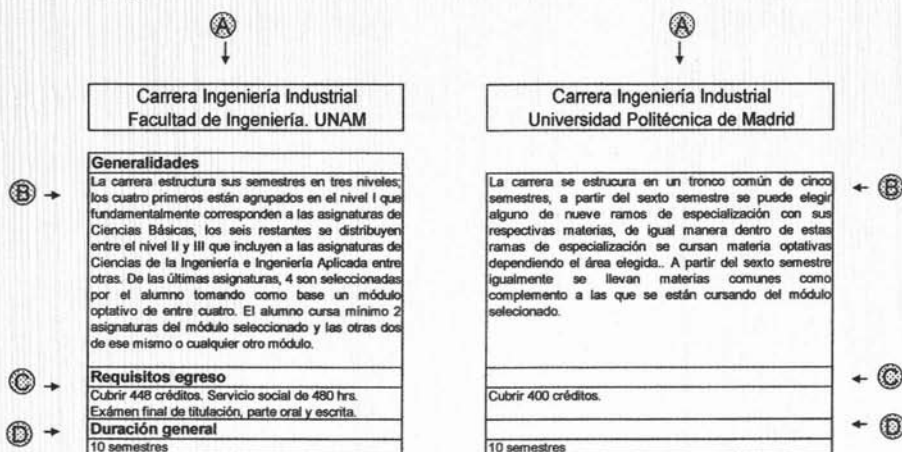 A
A
Carrera Ingeniería Industrial
Facultad de Ingeniería. UNAM
Carrera Ingeniería Industrial
Universidad Politécnica de Madrid
Generalidades
B
La carrera estructura sus semestres en tres niveles;
los cuatro primeros están agrupados en el nivel I que
fundamentalmente corresponden a las asignaturas de
Ciencias Básicas, los seis restantes se distribuyen
entre el nivel II y III que incluyen a las asignaturas de
Ciencias de la Ingeniería e Ingeniería Aplicada entre
otras. De las últimas asignaturas, 4 son seleccionadas
por el alumno tomando como base un módulo
optativo de entre cuatro. El alumno cursa mínimo 2
asignaturas del módulo seleccionado y las otras dos
de ese mismo o cualquier otro módulo.
La carrera se estrucura en un tronco común de cinco
semestres, a partir del sexto semestre se puede elegir
alguno de nueve ramos de especialización con sus
respectivas materias, de igual manera dentro de estas
ramas de especialización se cursan materia optativas
dependiendo el área elegida.. A partir del sexto semestre
igualmente se llevan materias comunes como
complemento a las que se están cursando del módulo
selecionado.
B
C
Requisitos egreso
Cubrir 448 créditos. Servicio social de 480 hrs.
Exámen final de titulación, parte oral y escrita.
Cubrir 400 créditos.
C
D
Duración general
10 semestres
10 semestres
D